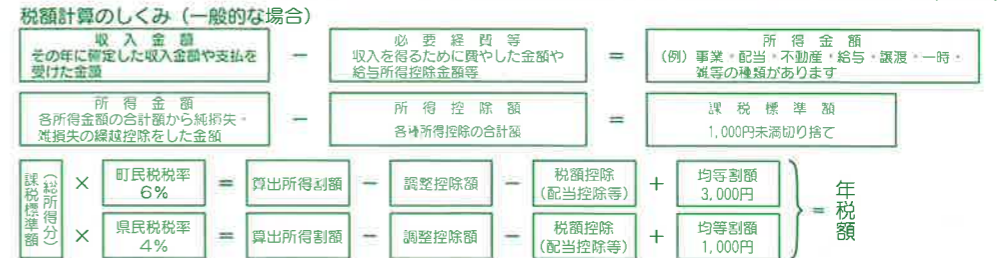 税額計算のしくみ（一般的な場合）
収入金額
その年に確定した収入金額や支払を
受けた金額
－
必要経費等
収入を得るために費やした金額や
給与所得控除金額等
＝
所得金額
（例）事業・配当・不動産・給与・譲渡・一時・
雑等の種類があります
所得金額
各所得金額の合計額から純損失・
雑損失の繰越控除をした金額
－
所得控除額
各種所得控除の合計額
＝
課税標準額
1,000円未満切り捨て
課税標準額
（総所得分）
×
町民税税率
6%
＝
算出所得割額
－
調整控除額
－
税額控除
（配当控除等）
＋
均等割額
3,000円
×
県民税税率
4%
＝
算出所得割額
－
調整控除額
－
税額控除
（配当控除等）
＋
均等割額
1,000円
＝
年税額